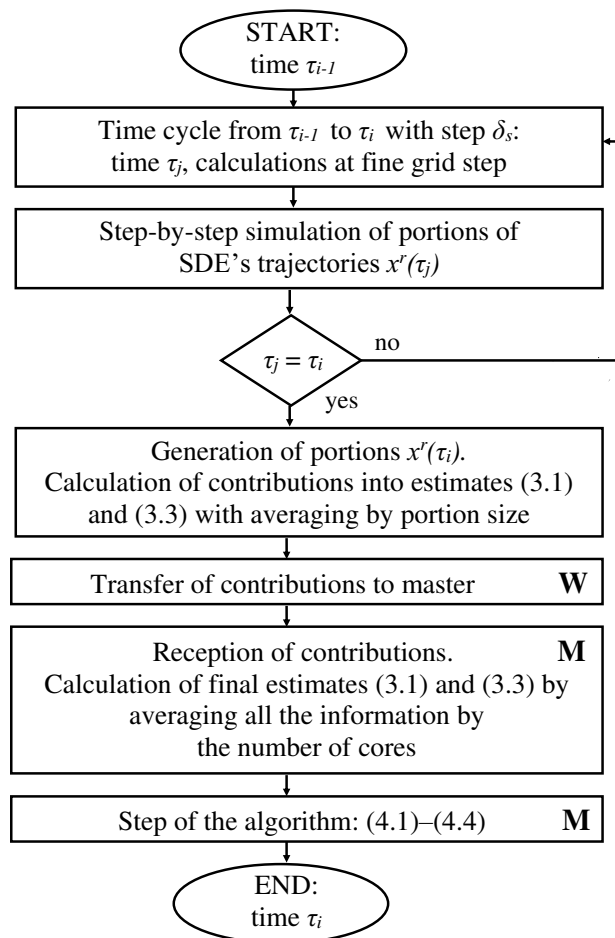 START:
time τi-1
Time cycle from τi-1 to τi with step δs:
time τj, calculations at fine grid step
Step-by-step simulation of portions of
SDE's trajectories xʳ(τj)
τj = τi
no
yes
Generation of portions xʳ(τi).
Calculation of contributions into estimates (3.1)
and (3.3) with averaging by portion size
Transfer of contributions to master W
Reception of contributions. M
Calculation of final estimates (3.1) and (3.3) by
averaging all the information by
the number of cores
Step of the algorithm: (4.1)–(4.4) M
END:
time τi